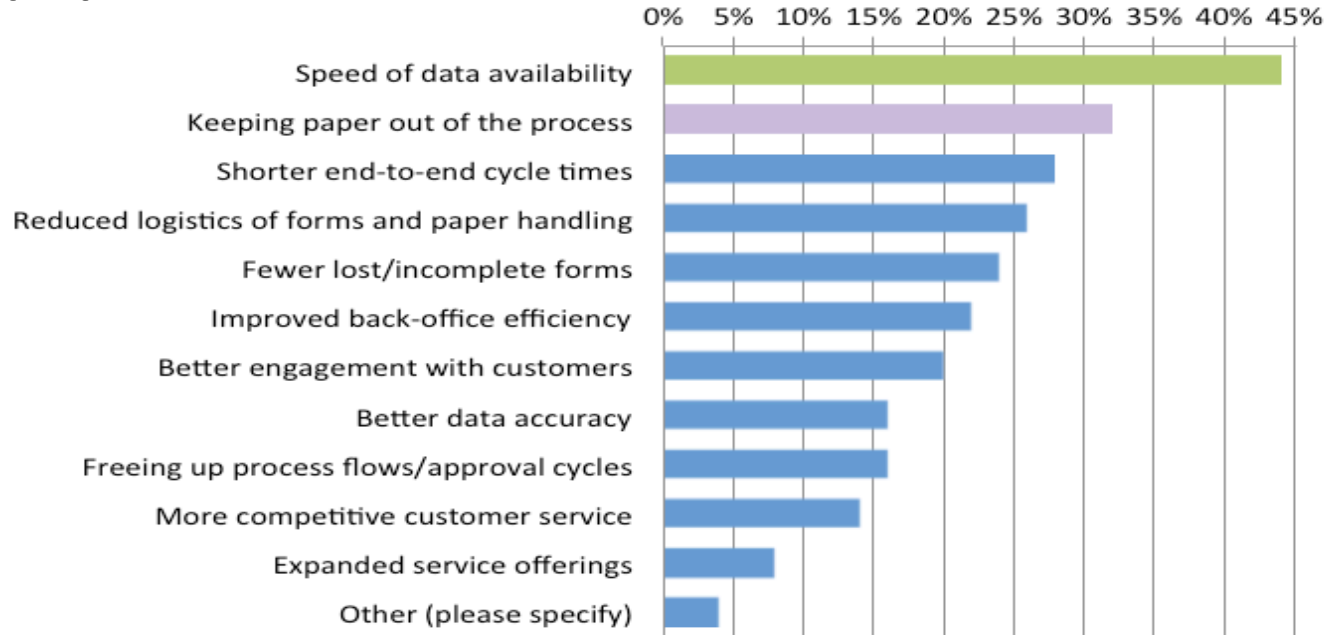 0% 5% 10% 15% 20% 25% 30% 35% 40% 45%
Speed of data availability
Keeping paper out of the process
Shorter end-to-end cycle times
Reduced logistics of forms and paper handling
Fewer lost/incomplete forms
Improved back-office efficiency
Better engagement with customers
Better data accuracy
Freeing up process flows/approval cycles
More competitive customer service
Expanded service offerings
Other (please specify)